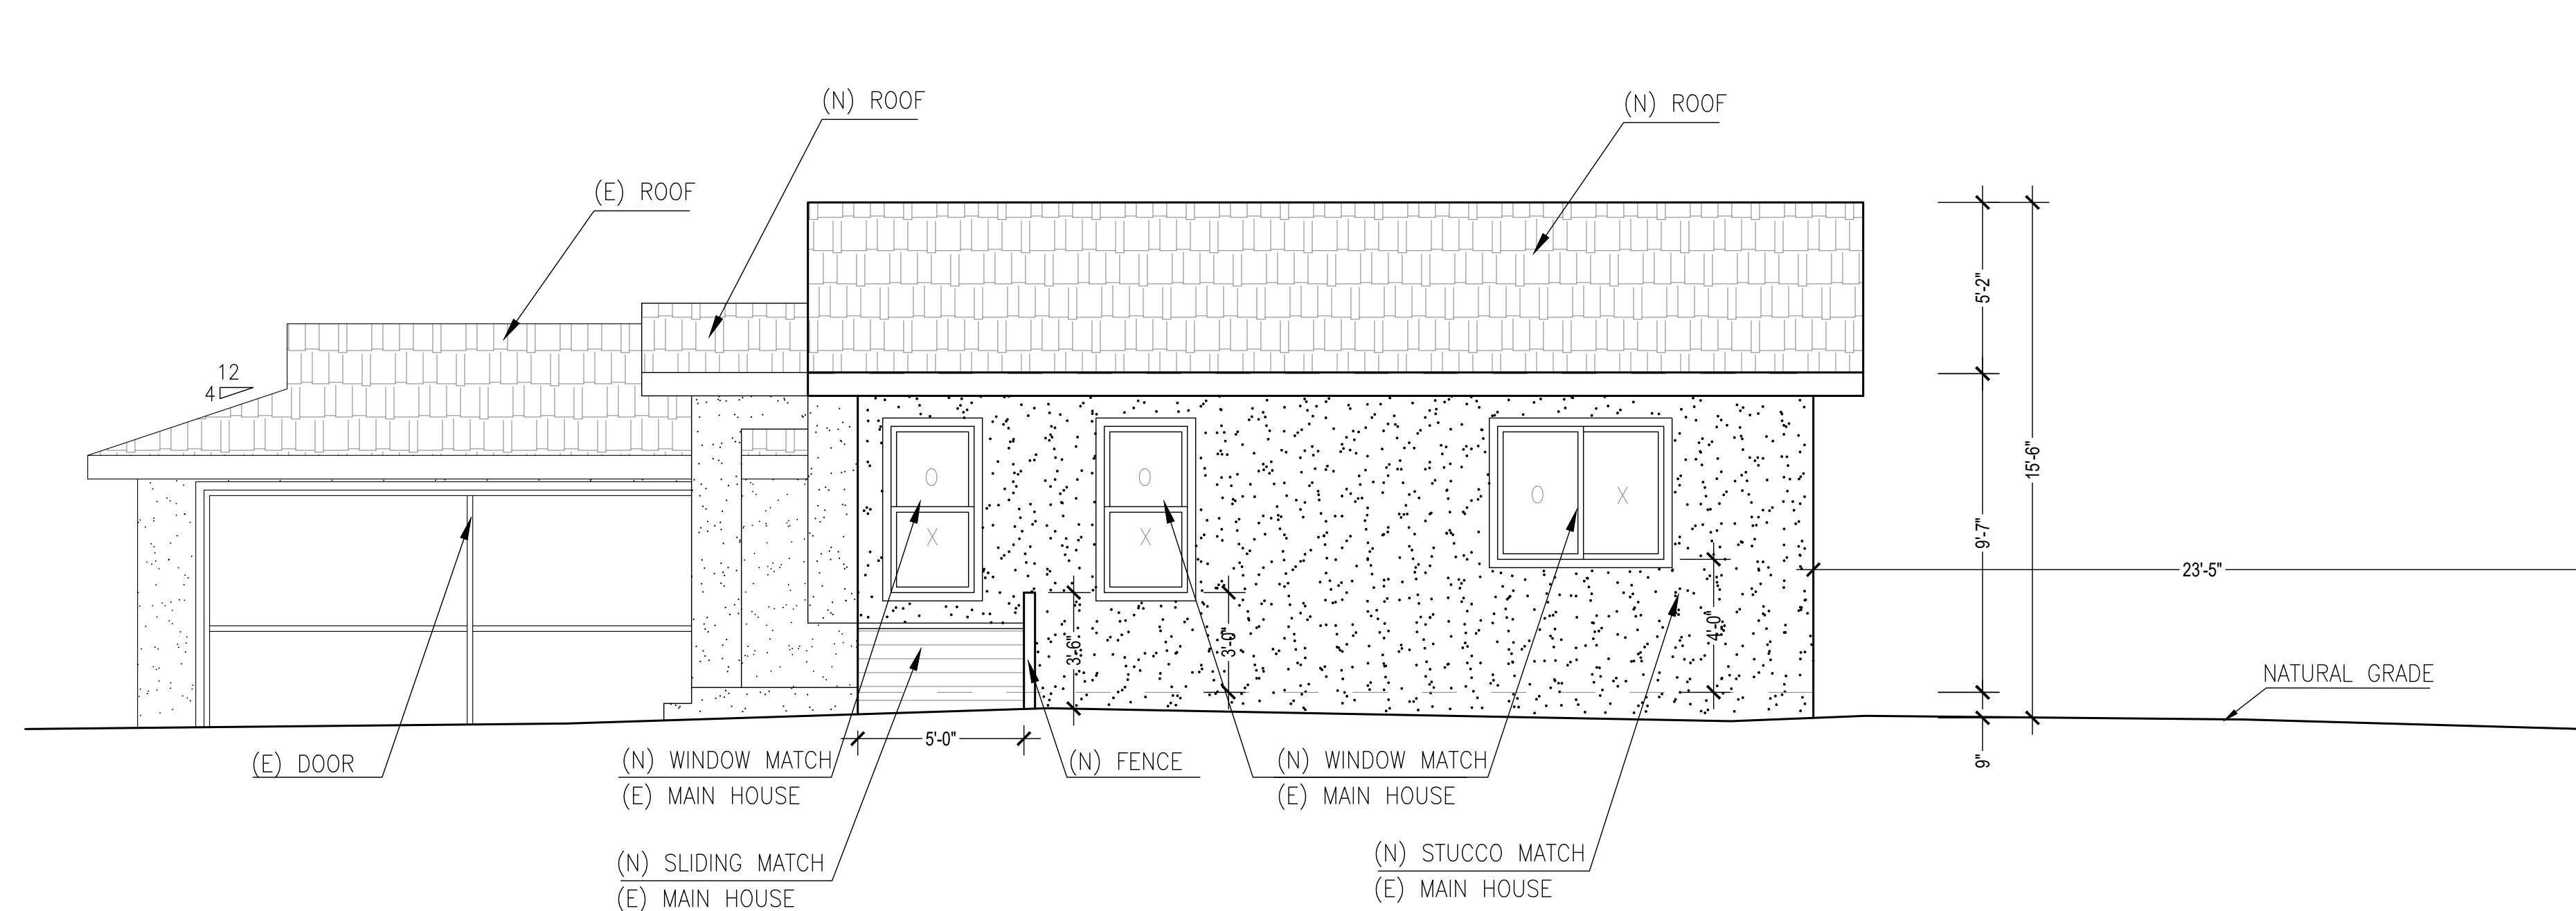 (N) ROOF
(N) ROOF
(E) ROOF
12
4
5'-2"
15'-6"
9'-7"
23'-5"
O
X
O
X
O
X
3'-6"
3'-0"
4'-0"
NATURAL GRADE
5'-0"
9"
(E) DOOR
(N) WINDOW MATCH
(E) MAIN HOUSE
(N) FENCE
(N) WINDOW MATCH
(E) MAIN HOUSE
(N) SLIDING MATCH
(E) MAIN HOUSE
(N) STUCCO MATCH
(E) MAIN HOUSE